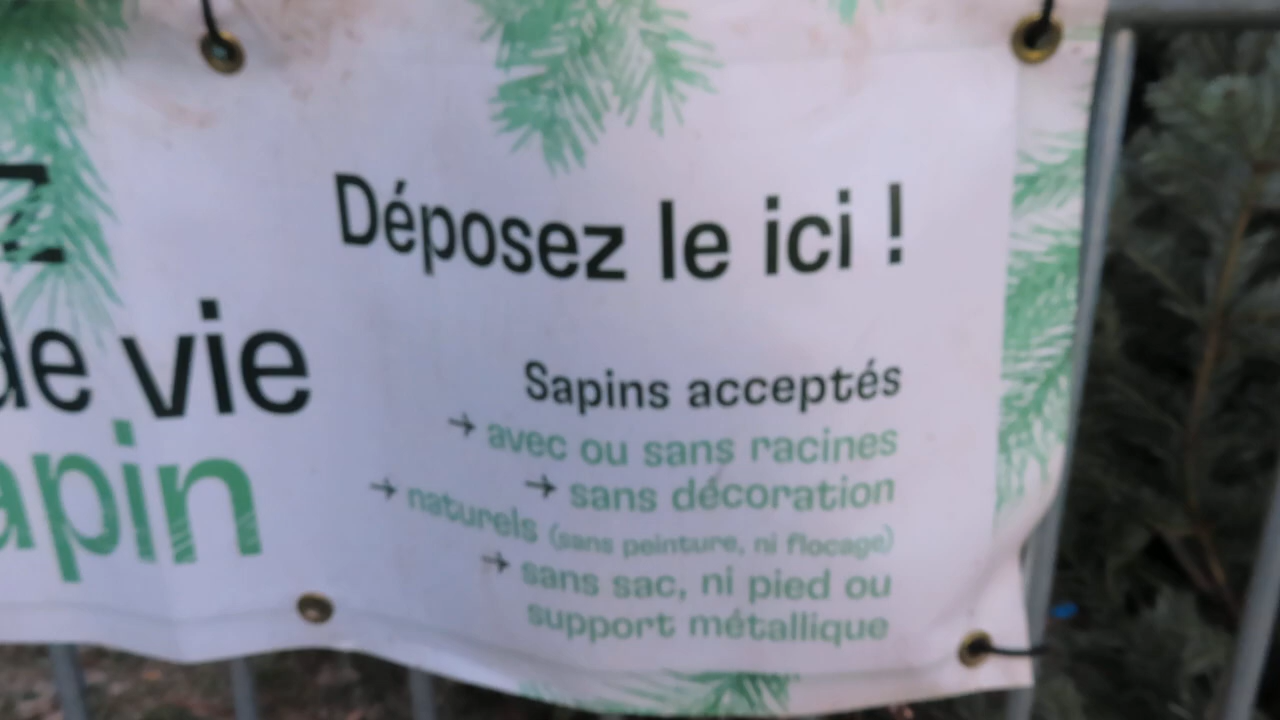 de vie
Déposez le ici !
Sapins acceptés
→ avec ou sans racines
→ sans décoration
→ naturels (sans peinture, ni flocage)
→ sans sac, ni pied ou
support métallique